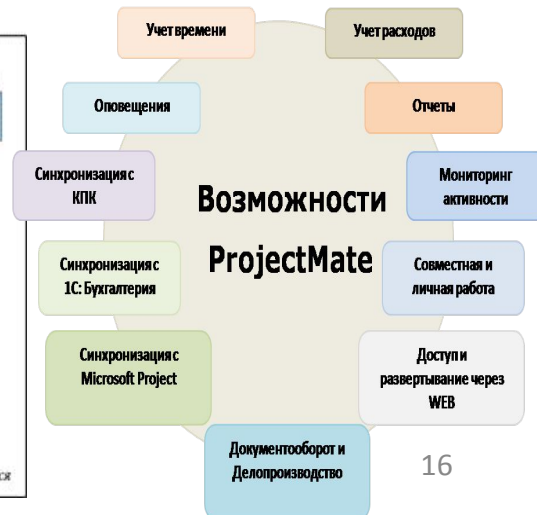 Учет времени
Учет расходов
Оповещения
Отчеты
Синхронизация с
КПК
Мониторинг
активности
Возможности
ProjectMate
Синхронизация с
1С: Бухгалтерия
Совместная и
личная работа
Синхронизация с
Microsoft Project
Доступ и
развертывание через
WEB
Документооборот и
Делопроизводство
16